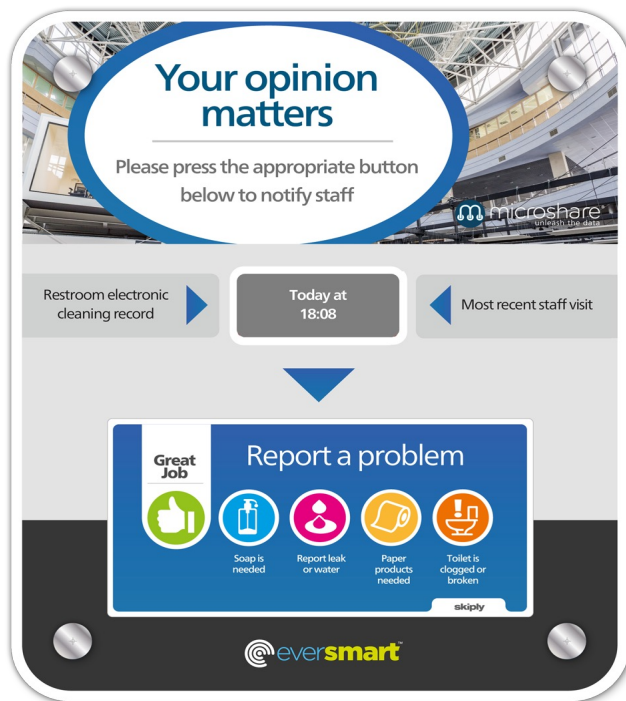 Your opinion
matters
Please press the appropriate button
below to notify staff
microshare™
unleash the data
Restroom electronic
cleaning record
Today at
18:08
Most recent staff visit
Great
Job
Report a problem
Soap is
needed
Report leak
or water
Paper
products
needed
Toilet is
clogged or
broken
skiply
eversmart™